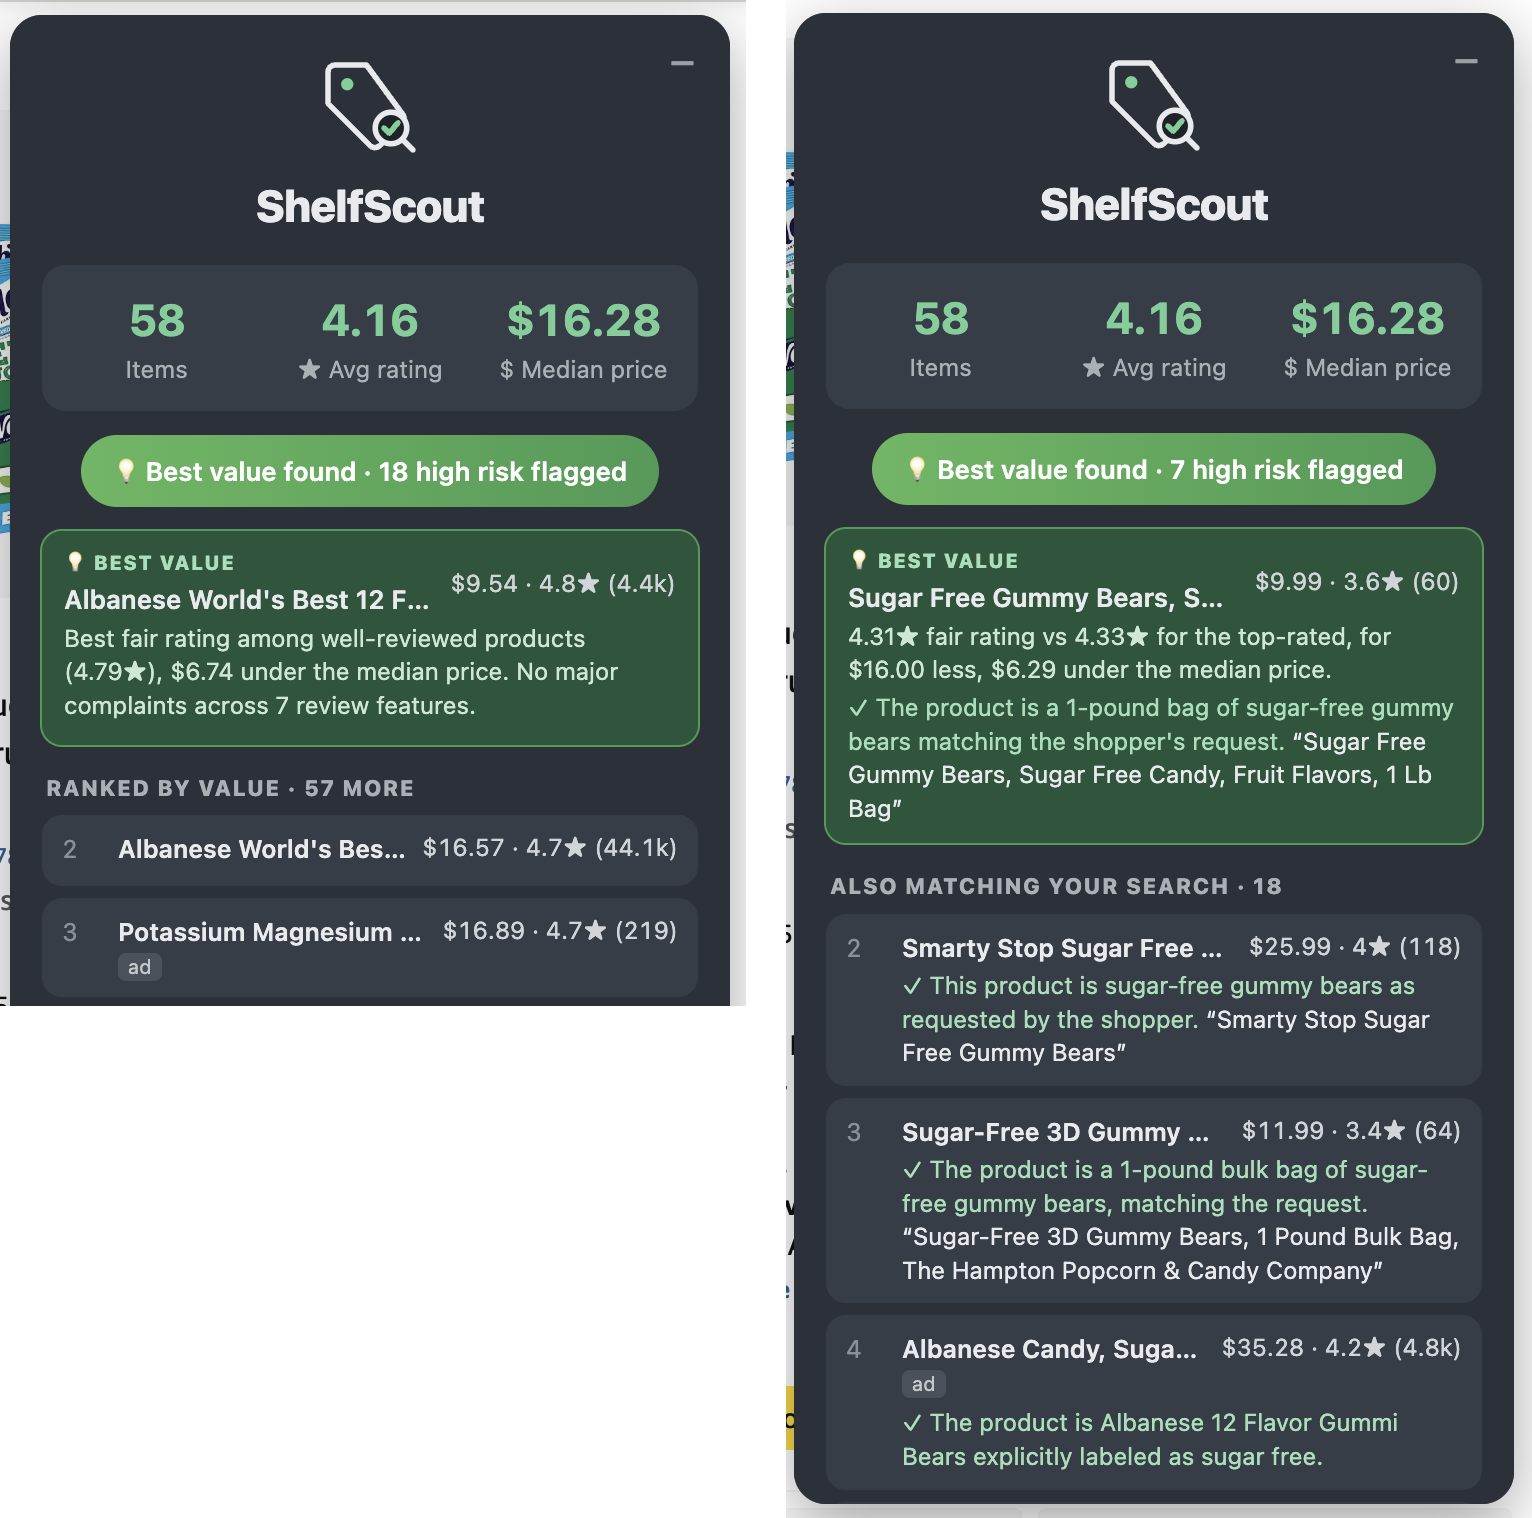 ShelfScout
58
Items
4.16
★ Avg rating
$16.28
$ Median price
💡 Best value found · 18 high risk flagged
💡 BEST VALUE
Albanese World's Best 12 F... $9.54 · 4.8★ (4.4k)
Best fair rating among well-reviewed products
(4.79★), $6.74 under the median price. No major
complaints across 7 review features.
RANKED BY VALUE · 57 MORE
2 Albanese World's Bes... $16.57 · 4.7★ (44.1k)
3 Potassium Magnesium ... $16.89 · 4.7★ (219)
ad
ShelfScout
58
Items
4.16
★ Avg rating
$16.28
$ Median price
💡 Best value found · 7 high risk flagged
💡 BEST VALUE
Sugar Free Gummy Bears, S... $9.99 · 3.6★ (60)
4.31★ fair rating vs 4.33★ for the top-rated, for
$16.00 less, $6.29 under the median price.
✓ The product is a 1-pound bag of sugar-free gummy
bears matching the shopper's request. “Sugar Free
Gummy Bears, Sugar Free Candy, Fruit Flavors, 1 Lb
Bag”
ALSO MATCHING YOUR SEARCH · 18
2 Smarty Stop Sugar Free ... $25.99 · 4★ (118)
✓ This product is sugar-free gummy bears as
requested by the shopper. “Smarty Stop Sugar
Free Gummy Bears”
3 Sugar-Free 3D Gummy ... $11.99 · 3.4★ (64)
✓ The product is a 1-pound bulk bag of sugar-
free gummy bears, matching the request.
“Sugar-Free 3D Gummy Bears, 1 Pound Bulk Bag,
The Hampton Popcorn & Candy Company”
4 Albanese Candy, Suga... $35.28 · 4.2★ (4.8k)
ad
✓ The product is Albanese 12 Flavor Gummi
Bears explicitly labeled as sugar free.